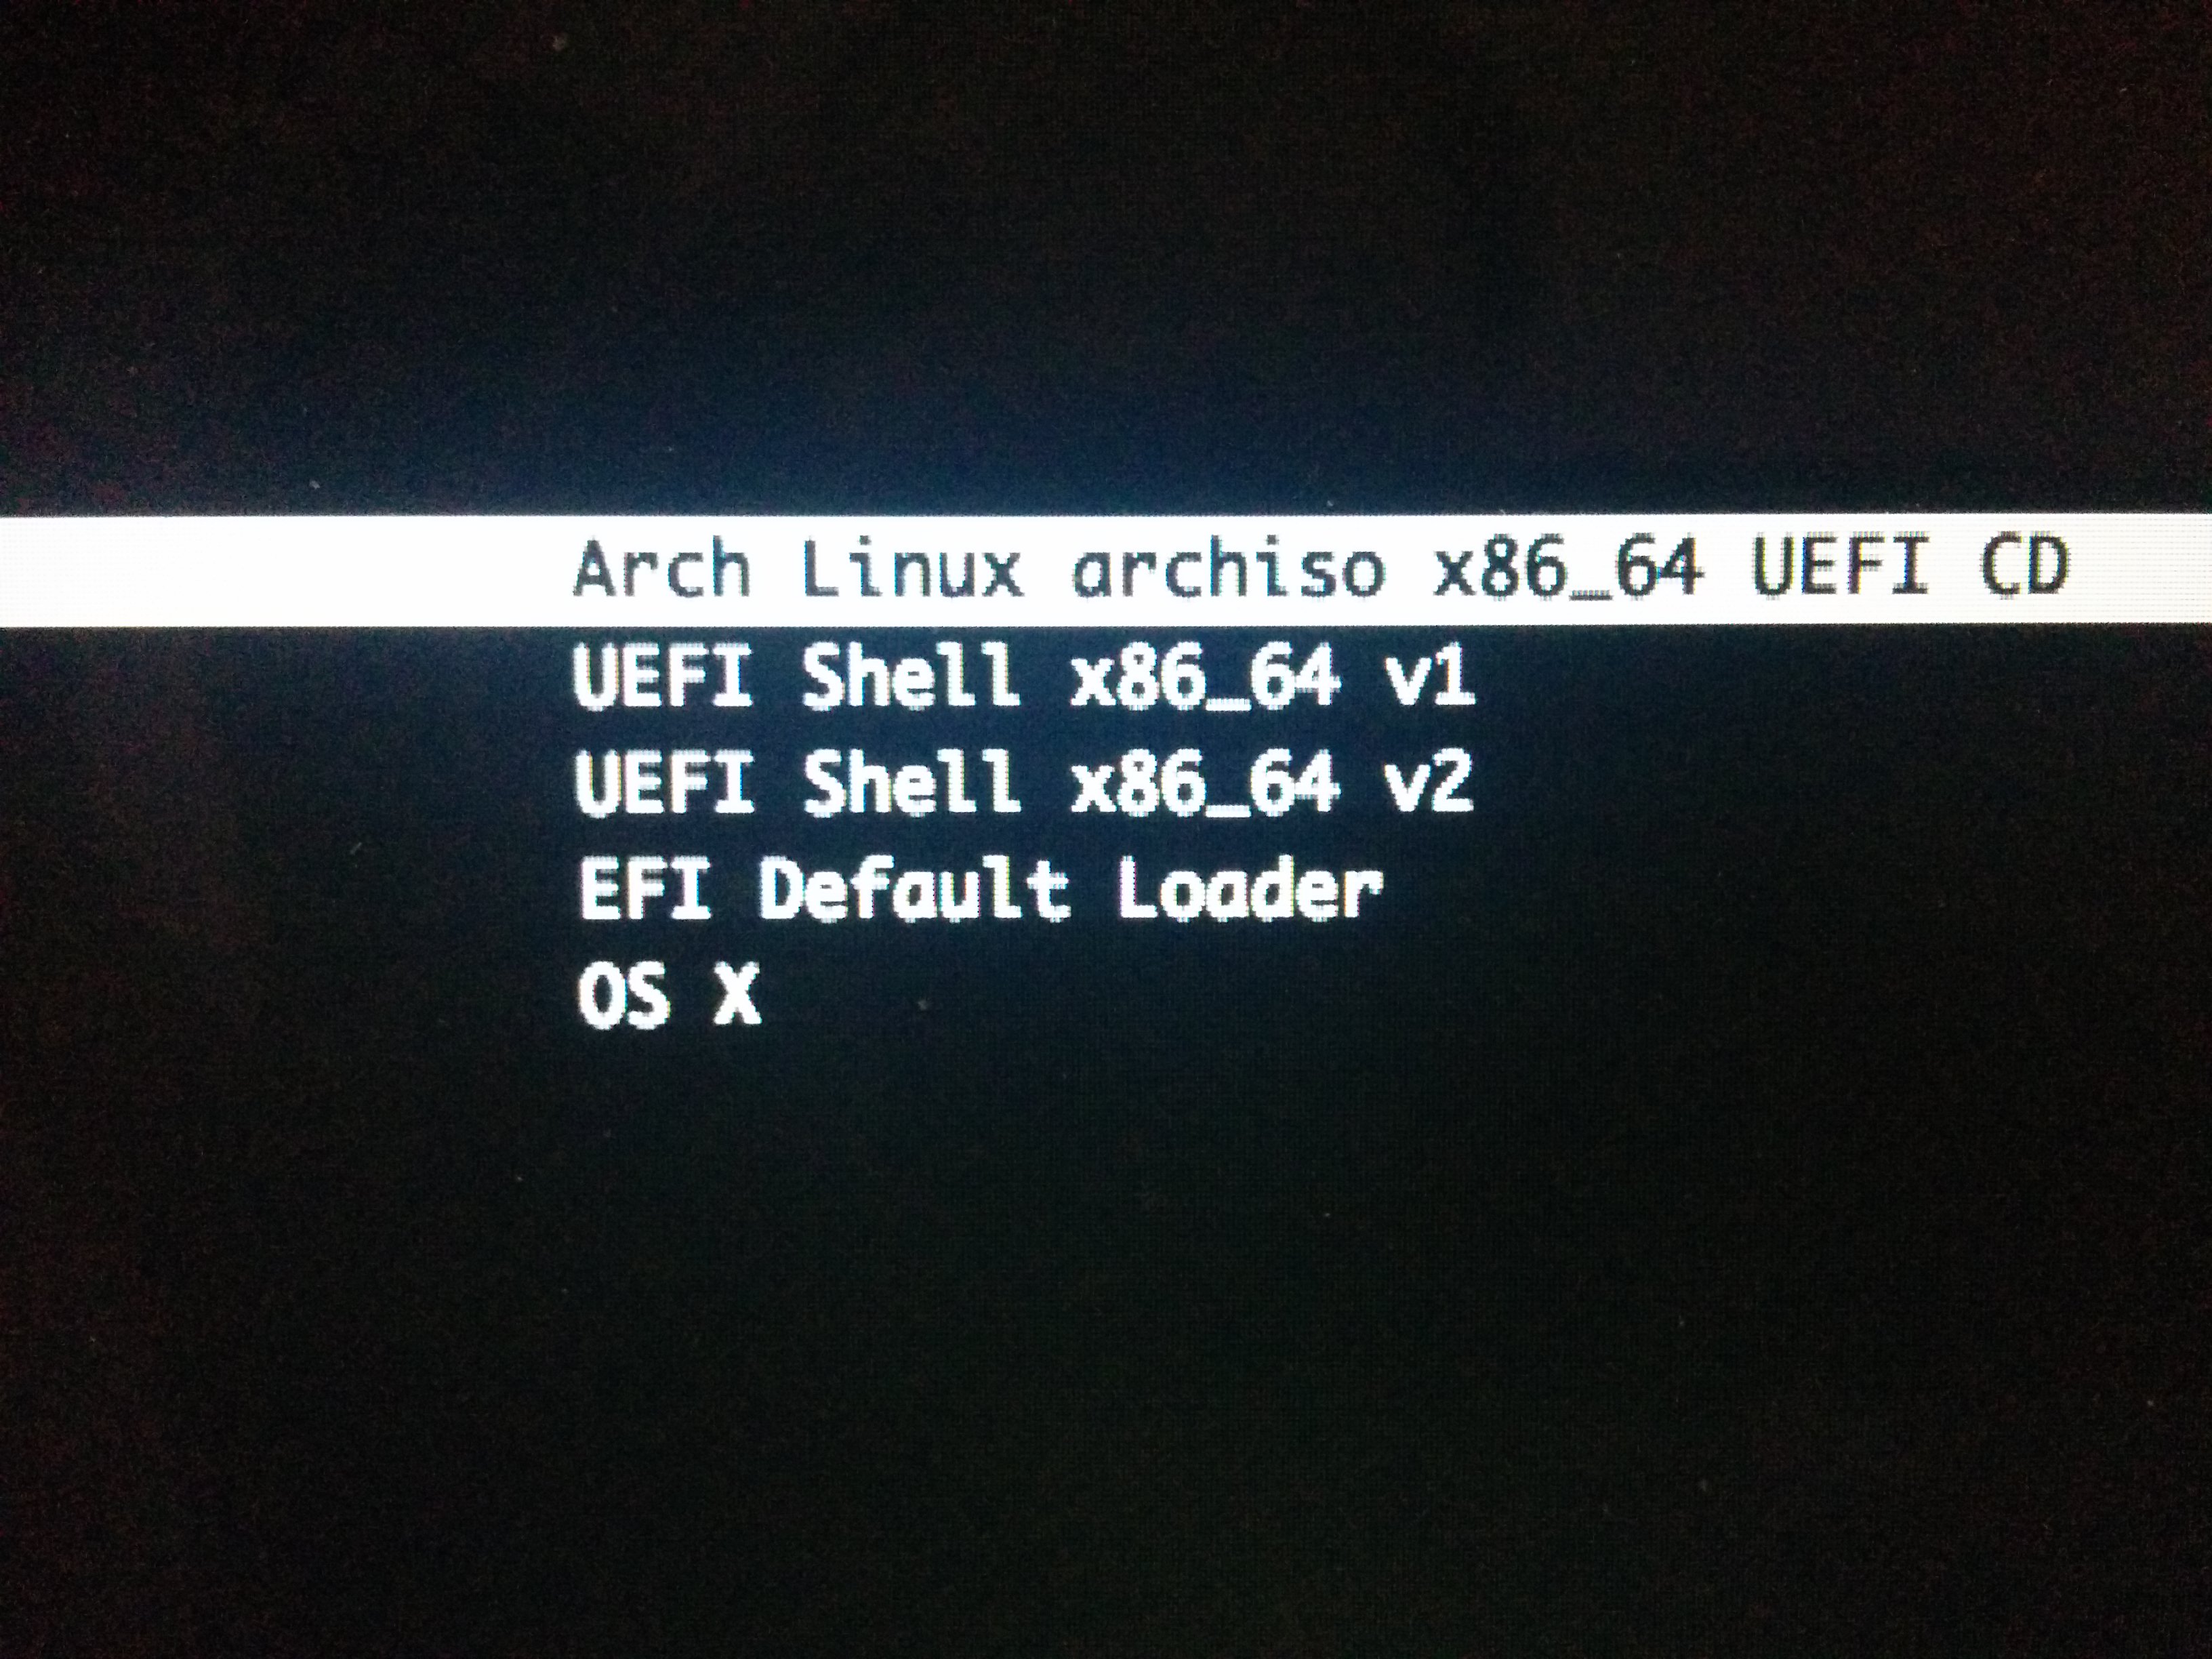 Arch Linux archiso x86_64 UEFI CD
UEFI Shell x86_64 v1
UEFI Shell x86_64 v2
EFI Default Loader
OS X